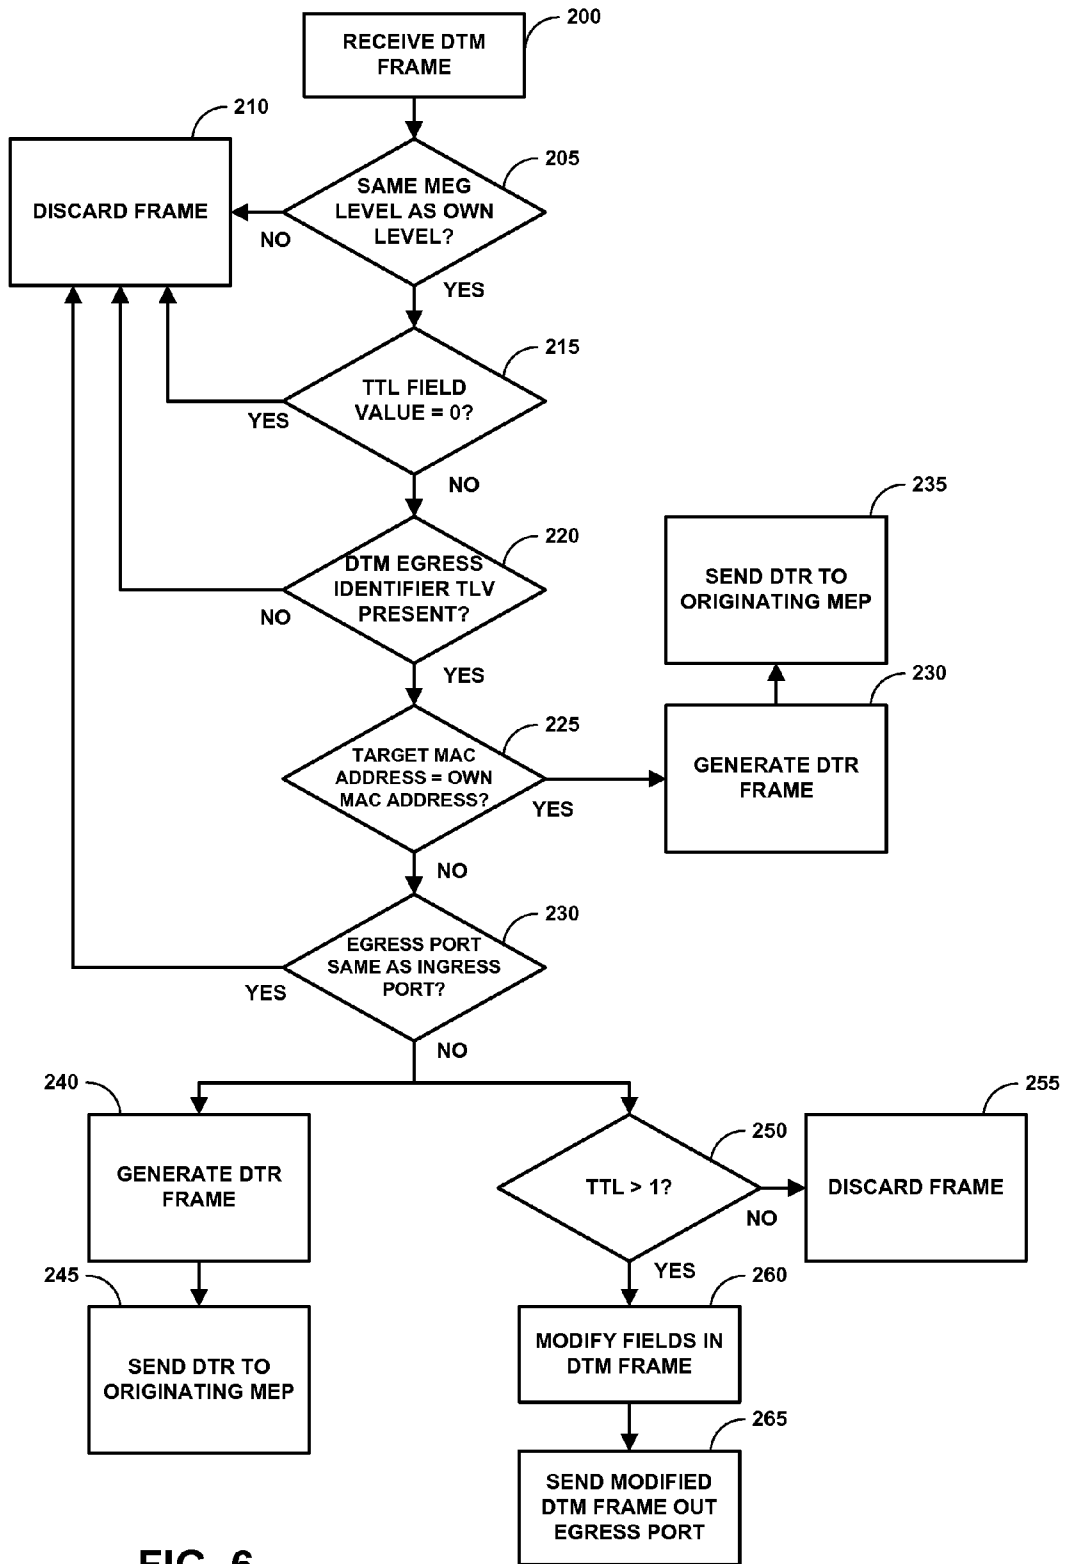 200
RECEIVE DTM
FRAME
210
DISCARD FRAME
205
SAME MEG
LEVEL AS OWN
LEVEL?
NO
YES
215
TTL FIELD
VALUE = 0?
YES
NO
220
DTM EGRESS
IDENTIFIER TLV
PRESENT?
NO
YES
235
SEND DTR TO
ORIGINATING MEP
230
GENERATE DTR
FRAME
225
TARGET MAC
ADDRESS = OWN
MAC ADDRESS?
YES
NO
230
EGRESS PORT
SAME AS INGRESS
PORT?
YES
NO
240
GENERATE DTR
FRAME
245
SEND DTR TO
ORIGINATING MEP
250
TTL > 1?
NO
YES
255
DISCARD FRAME
260
MODIFY FIELDS IN
DTM FRAME
265
SEND MODIFIED
DTM FRAME OUT
EGRESS PORT
FIG. 6